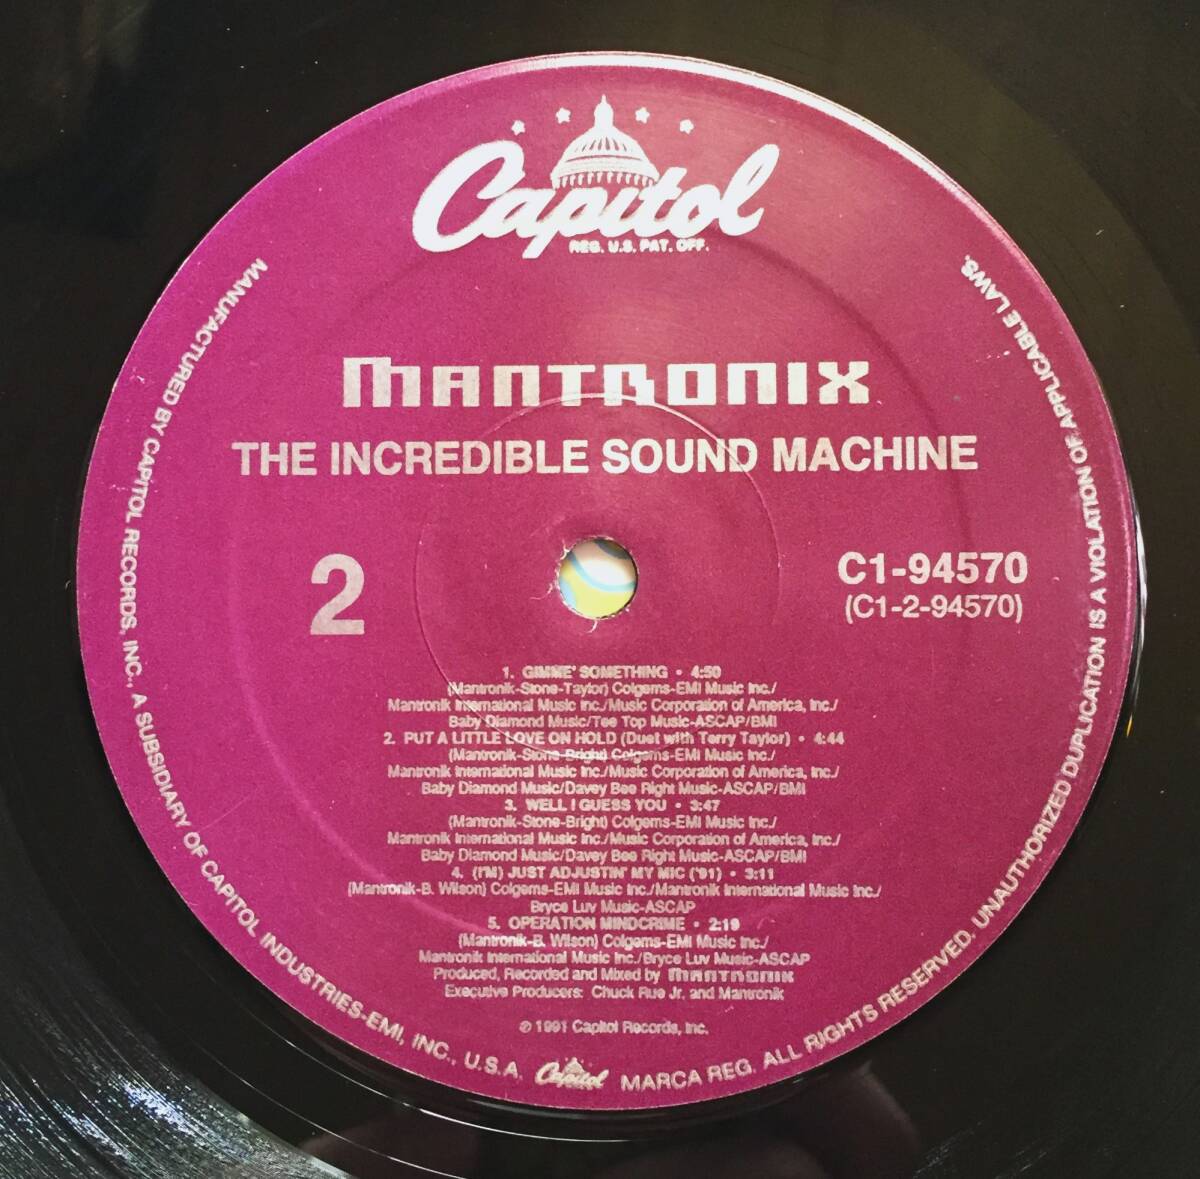 Capitol
REG. U.S. PAT. OFF.
MANTRONIX
THE INCREDIBLE SOUND MACHINE
2
C1-94570
(C1-2-94570)
1. GIMME' SOMETHING • 4:50
(Mantronik-Stone-Taylor) Colgems-EMI Music Inc./
Mantronik International Music Inc./Music Corporation of America, Inc./
Baby Diamond Music/Tee Top Music-ASCAP/BMI
2. PUT A LITTLE LOVE ON HOLD (Duet with Terry Taylor) • 4:44
(Mantronik-Stone-Bright) Colgems-EMI Music Inc./
Mantronik International Music Inc./Music Corporation of America, Inc./
Baby Diamond Music/Davey Bee Right Music-ASCAP/BMI
3. WELL I GUESS YOU • 3:47
(Mantronik-Stone-Bright) Colgems-EMI Music Inc./
Mantronik International Music Inc./Music Corporation of America, Inc./
Baby Diamond Music/Davey Bee Right Music-ASCAP/BMI
4. (I'M) JUST ADJUSTIN' MY MIC ('91) • 3:11
(Mantronik-B. Wilson) Colgems-EMI Music Inc./Mantronik International Music Inc./
Bryce Luv Music-ASCAP
5. OPERATION MINDCRIME • 2:19
(Mantronik-B. Wilson) Colgems-EMI Music Inc./
Mantronik International Music Inc./Bryce Luv Music-ASCAP
Produced, Recorded and Mixed by MANTRONIX
Executive Producers: Chuck Rue Jr. and Mantronik
℗ 1991 Capitol Records, Inc.
MANUFACTURED BY CAPITOL RECORDS, INC., A SUBSIDIARY OF CAPITOL INDUSTRIES-EMI, INC., U.S.A. Capitol MARCA REG. ALL RIGHTS RESERVED. UNAUTHORIZED DUPLICATION IS A VIOLATION OF APPLICABLE LAWS.